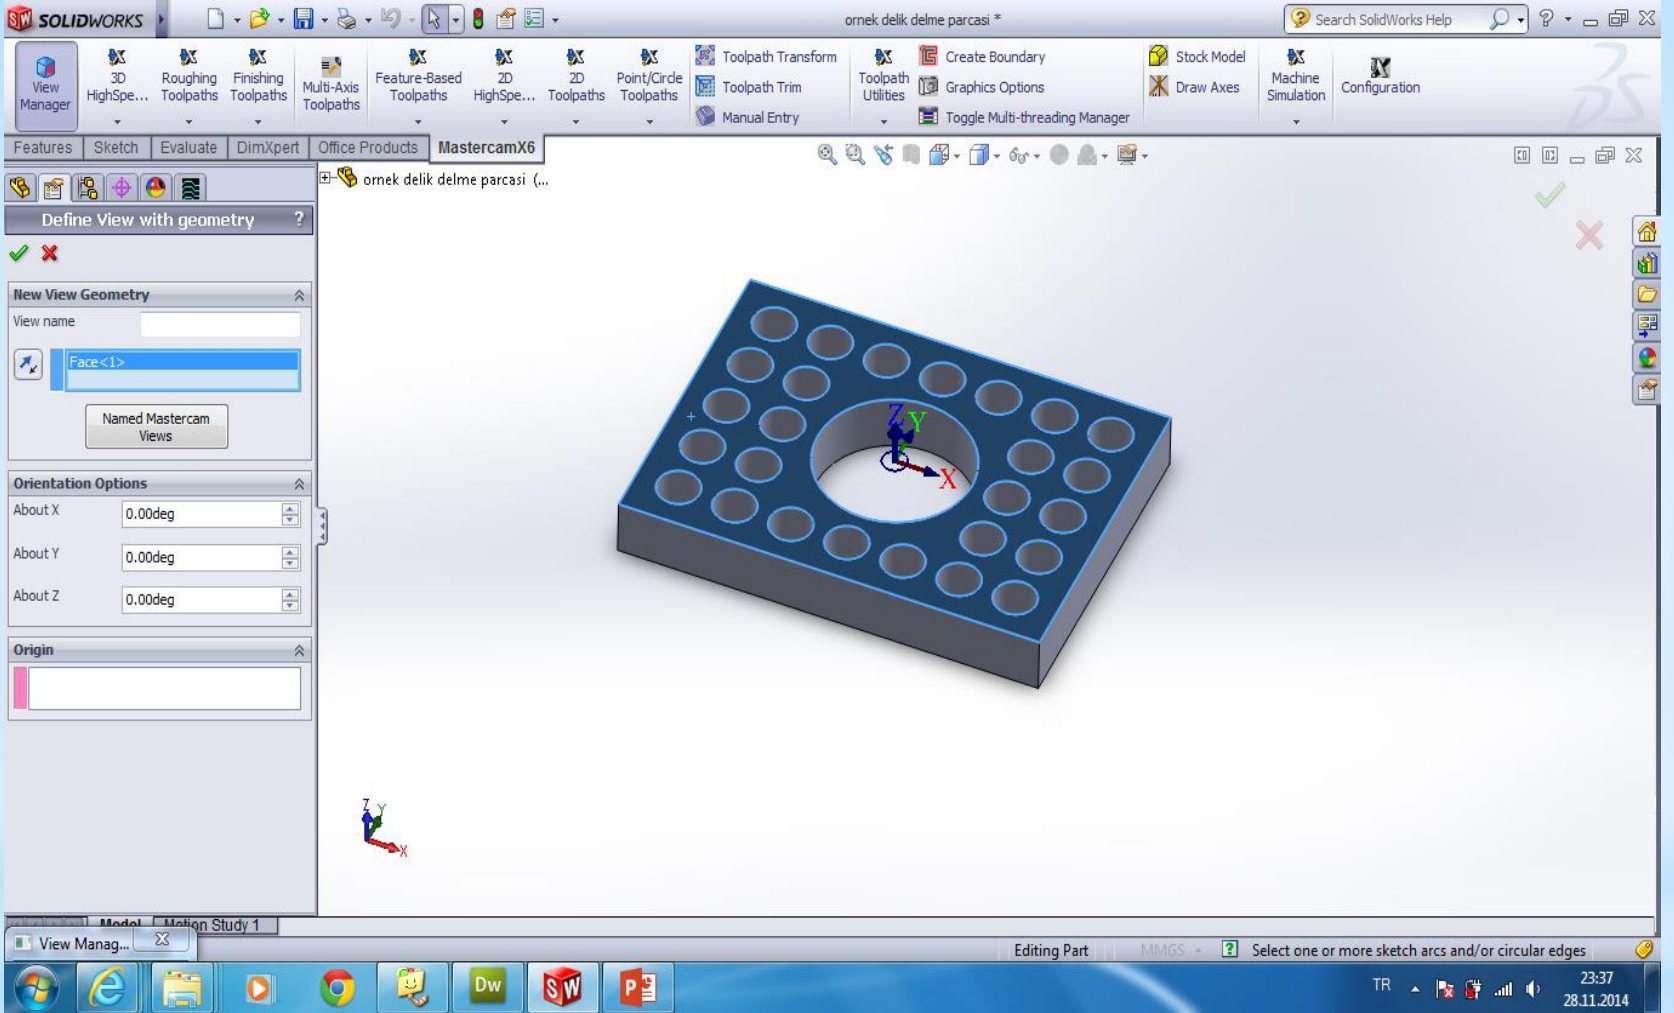 SOLIDWORKS
ornek delik delme parcasi *
Search SolidWorks Help
View Manager
3D HighSpe...
Roughing Toolpaths
Finishing Toolpaths
Multi-Axis Toolpaths
Feature-Based Toolpaths
2D HighSpe...
2D Toolpaths
Point/Circle Toolpaths
Toolpath Transform
Toolpath Trim
Manual Entry
Toolpath Utilities
Create Boundary
Graphics Options
Toggle Multi-threading Manager
Stock Model
Draw Axes
Machine Simulation
Configuration
Features Sketch Evaluate DimXpert Office Products MastercamX6
ornek delik delme parcasi (...
Define View with geometry ?
New View Geometry
View name
Face<1>
Named Mastercam
Views
Orientation Options
About X 0.00deg
About Y 0.00deg
About Z 0.00deg
Origin
Z Y
X
Z Y
X
Model Motion Study 1
View Manag...
Editing Part MMGS Select one or more sketch arcs and/or circular edges
Dw SW P
TR 23:37
28.11.2014